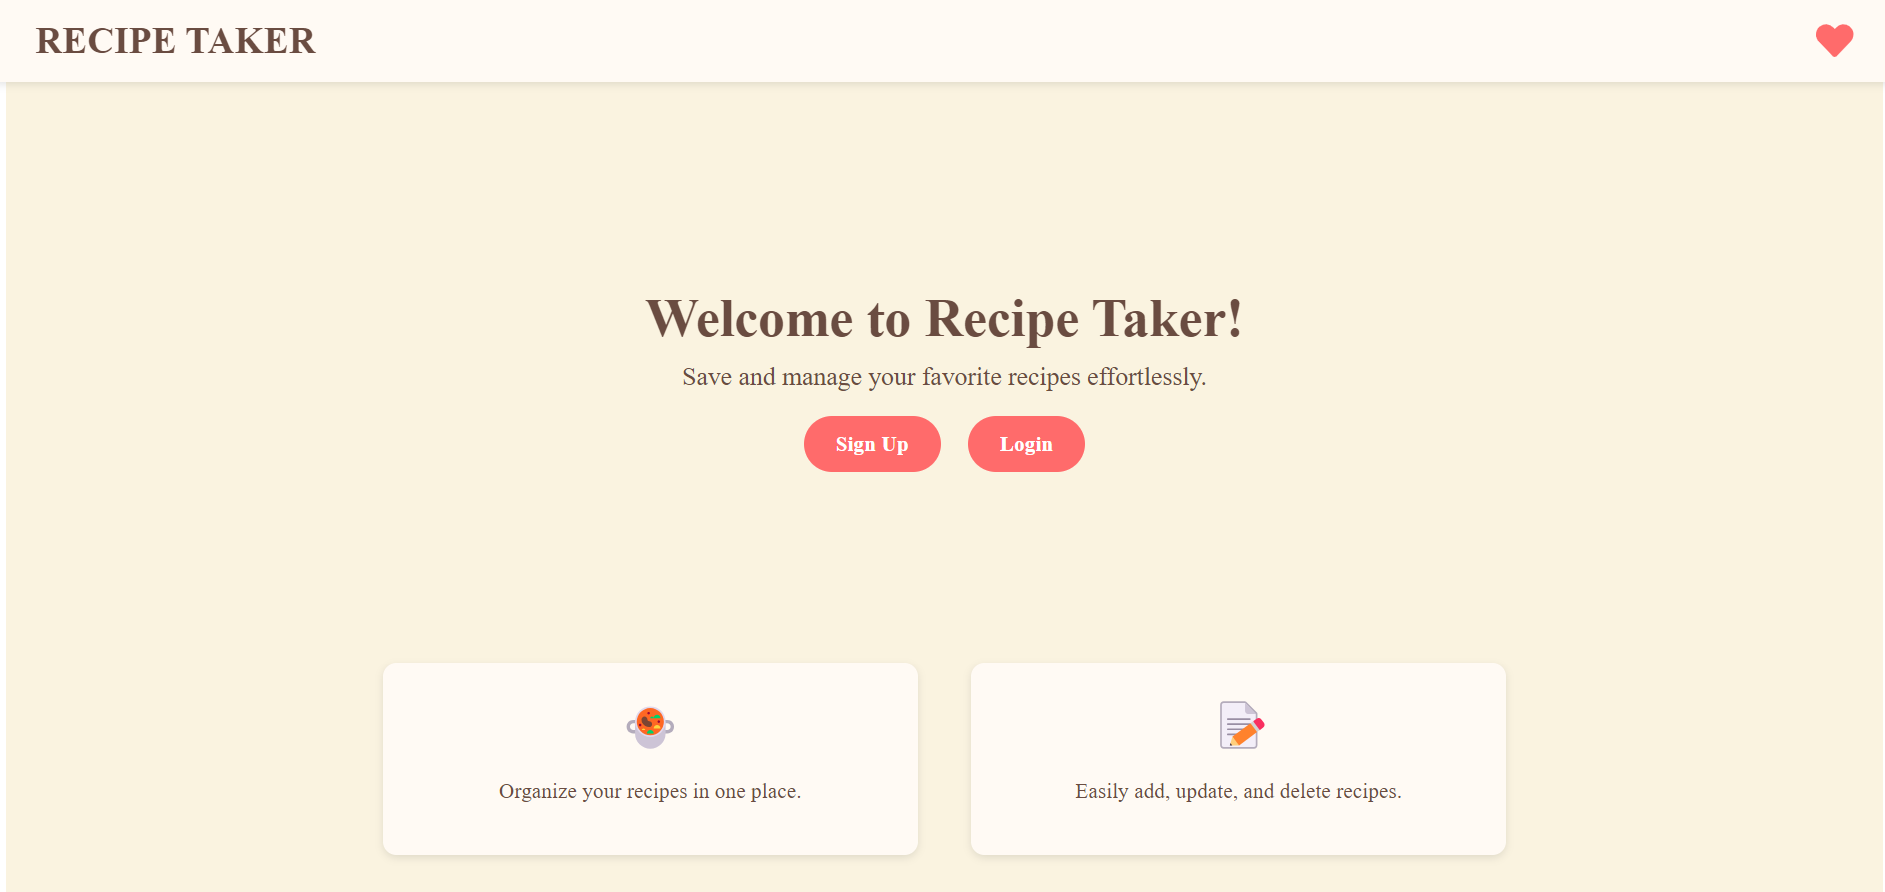 RECIPE TAKER
Welcome to Recipe Taker!
Save and manage your favorite recipes effortlessly.
Sign Up
Login
Organize your recipes in one place.
Easily add, update, and delete recipes.